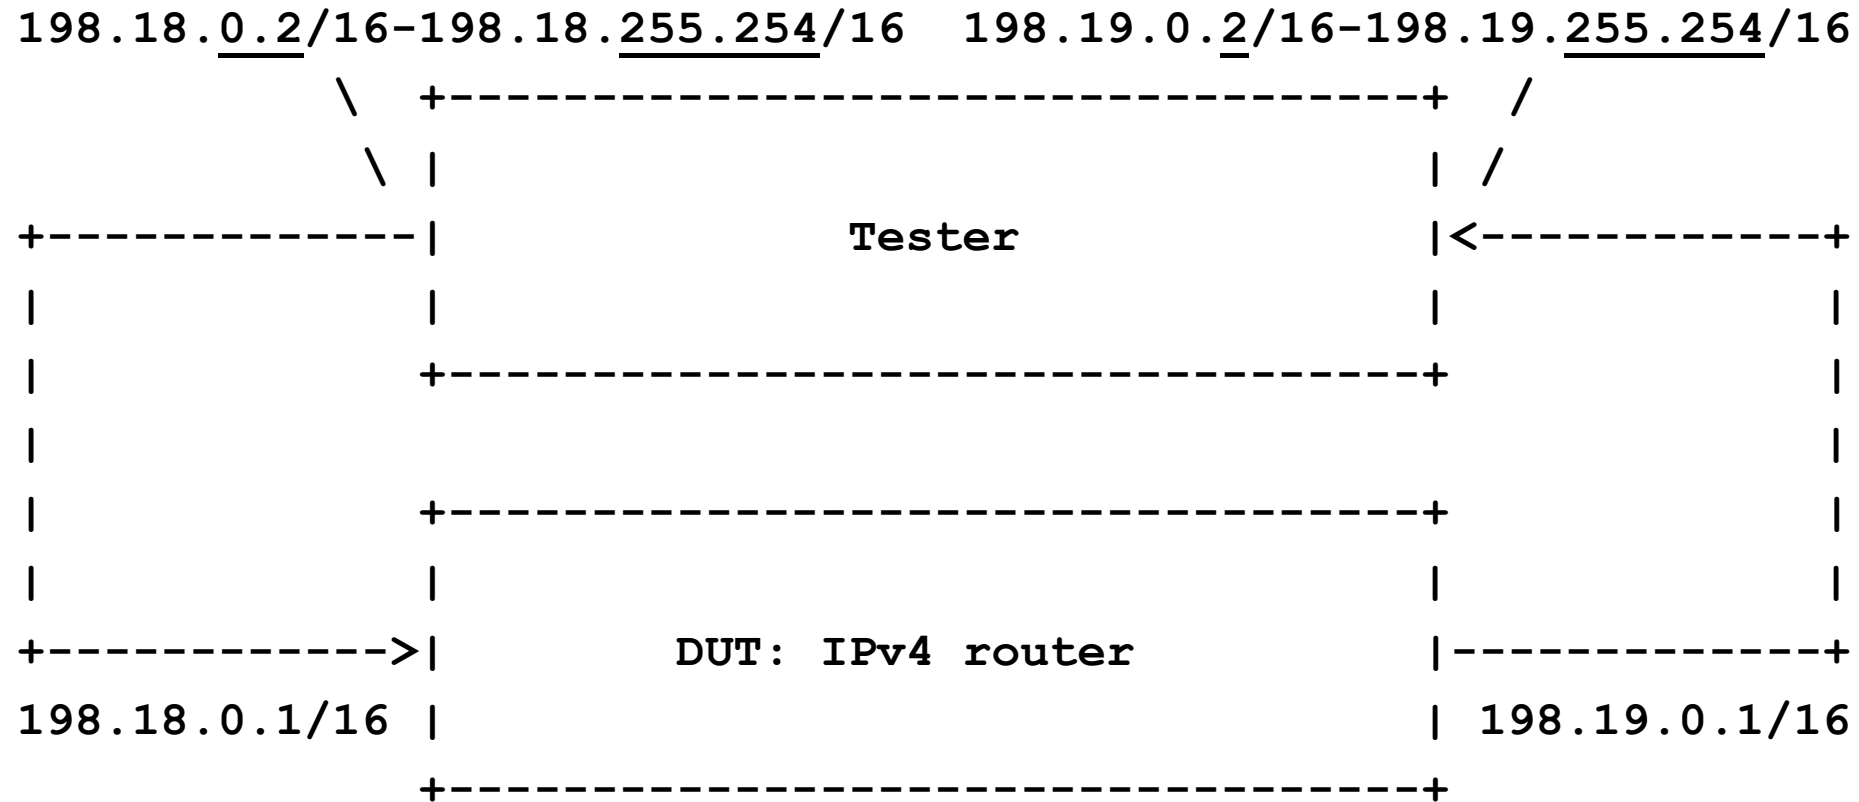 198.18.0.2/16-198.18.255.254/16  198.19.0.2/16-198.19.255.254/16
           \  +----------------------------------+  /
            \ |                                  | /
+-------------|              Tester              |<------------+
|             |                                  |             |
|             +----------------------------------+             |
|                                                              |
|             +----------------------------------+             |
|             |                                  |             |
+------------>|        DUT: IPv4 router          |-------------+
198.18.0.1/16 |                                  | 198.19.0.1/16
              +----------------------------------+